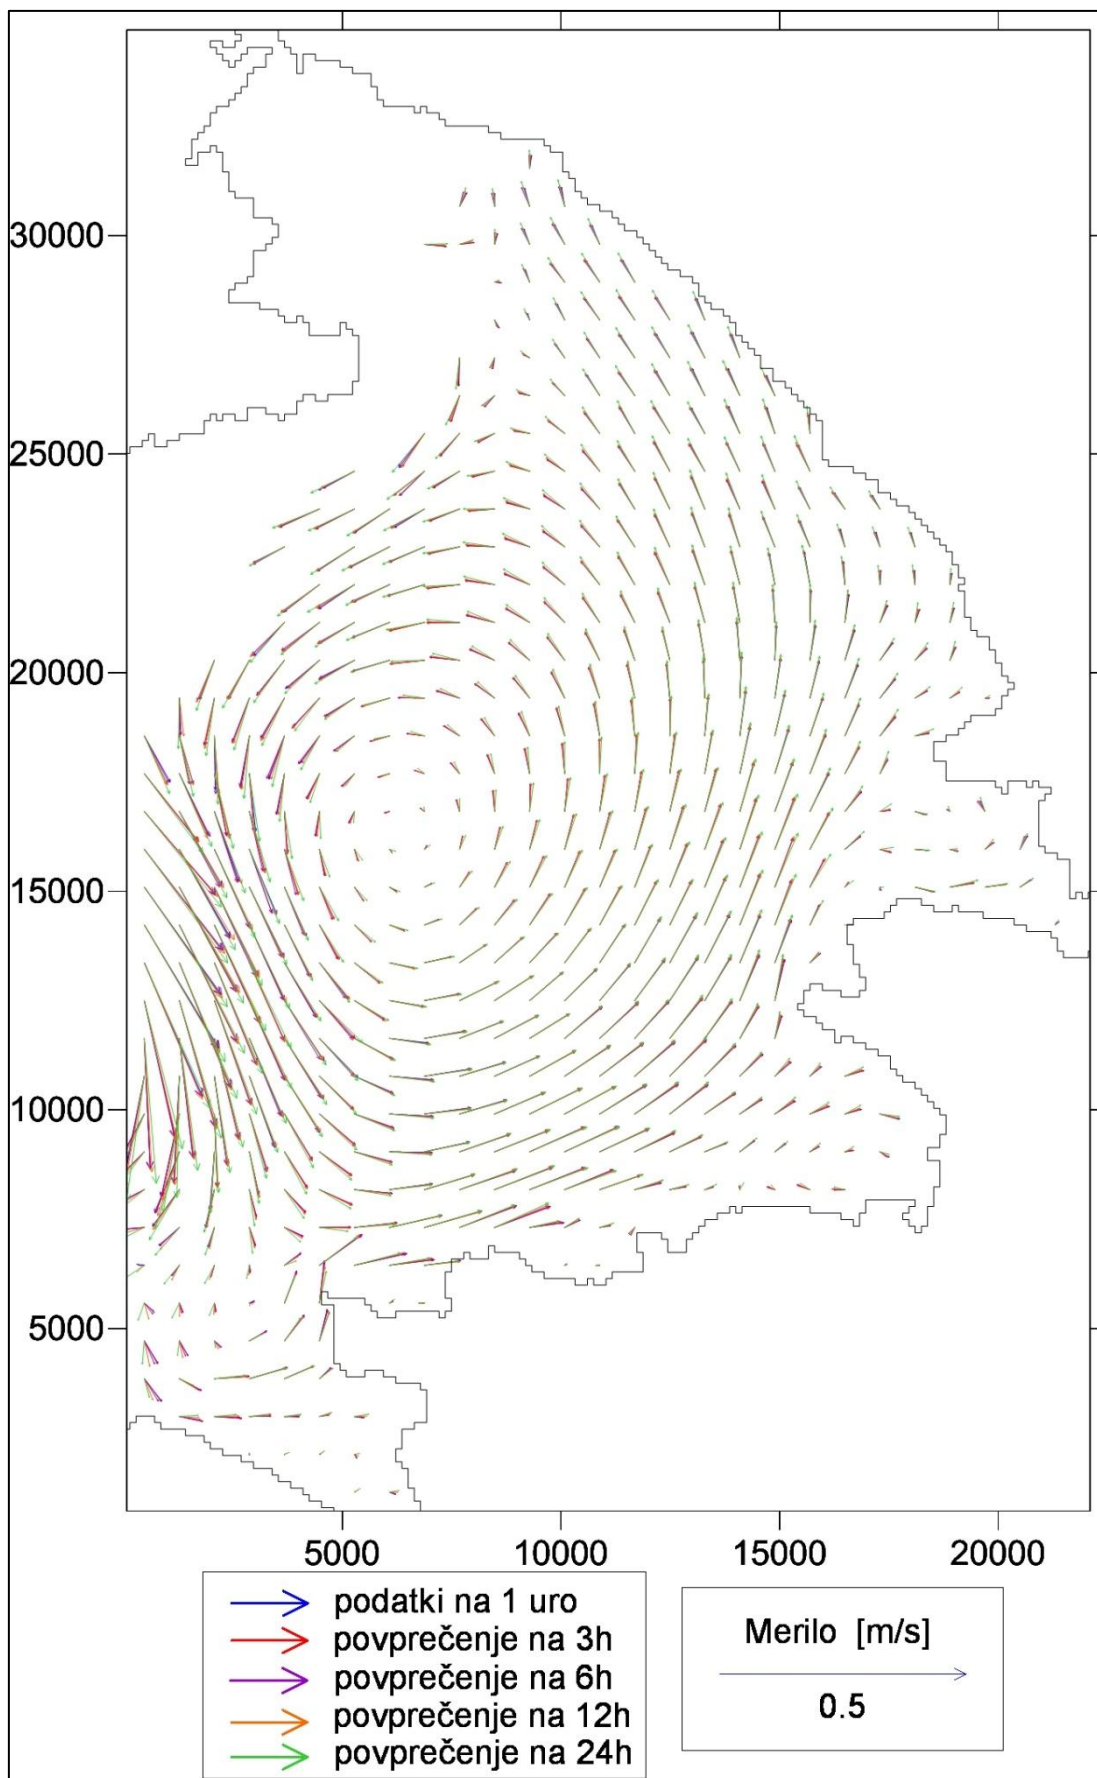 30000
25000
20000
15000
10000
5000
5000 10000 15000 20000
podatki na 1 uro
povprečenje na 3h
povprečenje na 6h
povprečenje na 12h
povprečenje na 24h
Merilo [m/s]
0.5